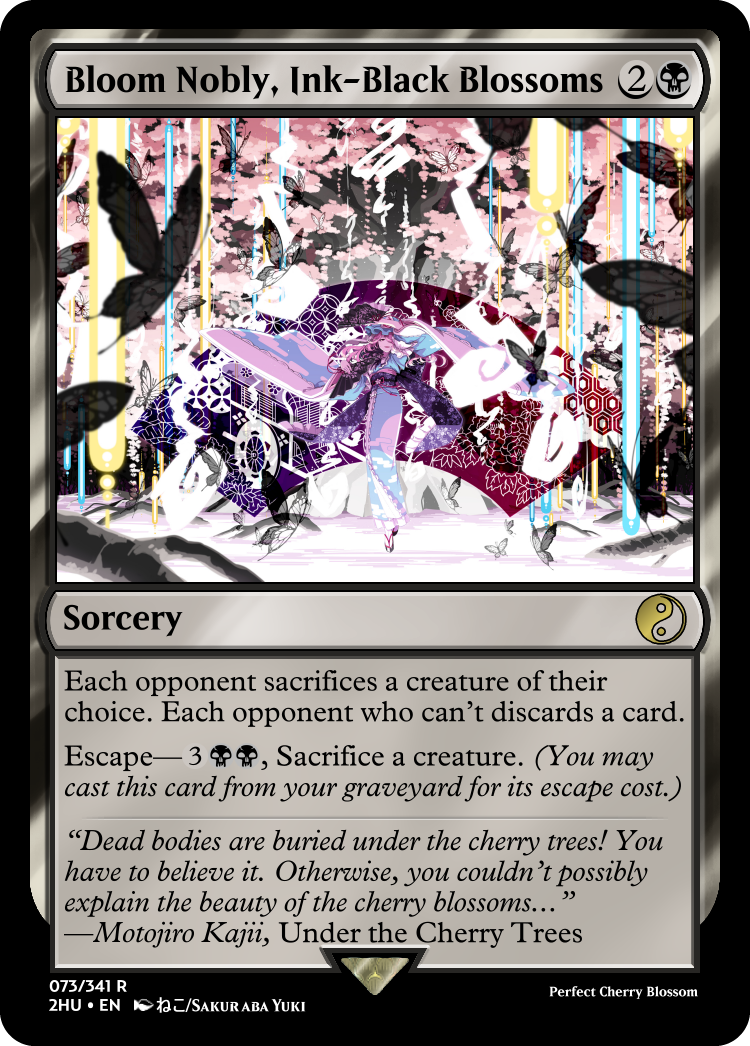 Bloom Nobly, Ink-Black Blossoms 2
Sorcery
Each opponent sacrifices a creature of their
choice. Each opponent who can't discards a card.
Escape— 3 , Sacrifice a creature. (You may
cast this card from your graveyard for its escape cost.)
“Dead bodies are buried under the cherry trees! You
have to believe it. Otherwise, you couldn't possibly
explain the beauty of the cherry blossoms…”
—Motojiro Kajii, Under the Cherry Trees
073/341 R
2HU • EN ねこ/Sakuraba Yuki
Perfect Cherry Blossom